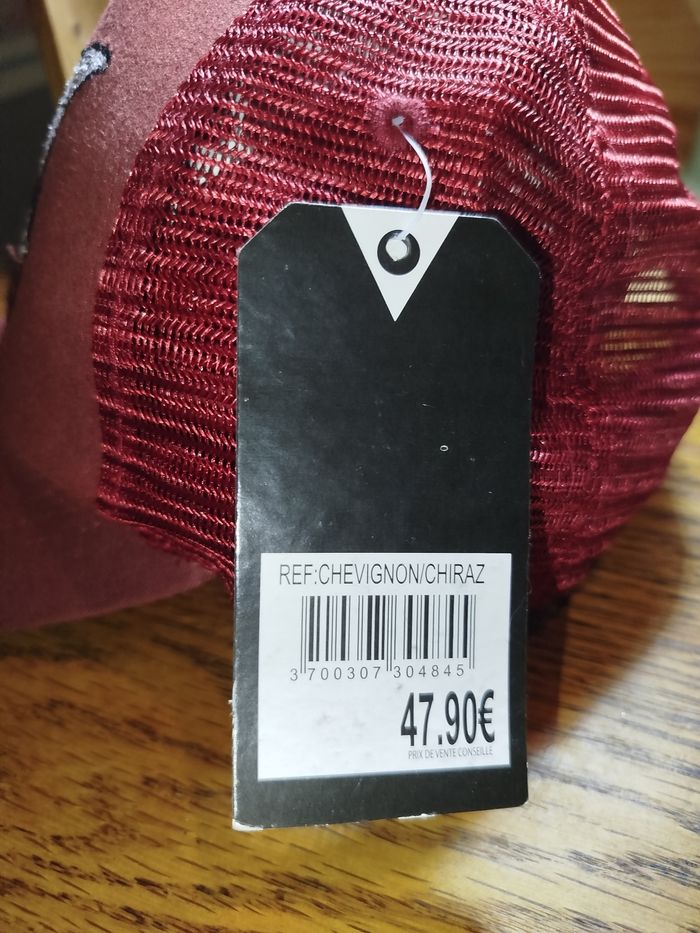 REF:CHEVIGNON/CHIRAZ
3 700307 304845
47.90€
PRIX DE VENTE CONSEILLE